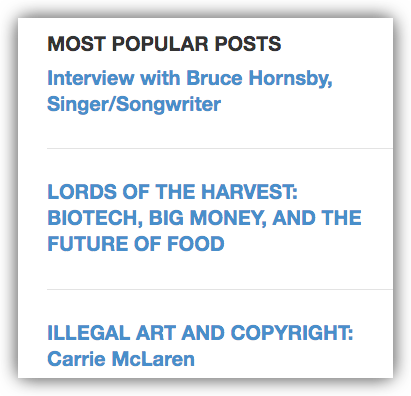 MOST POPULAR POSTS
Interview with Bruce Hornsby,
Singer/Songwriter
LORDS OF THE HARVEST:
BIOTECH, BIG MONEY, AND THE
FUTURE OF FOOD
ILLEGAL ART AND COPYRIGHT:
Carrie McLaren